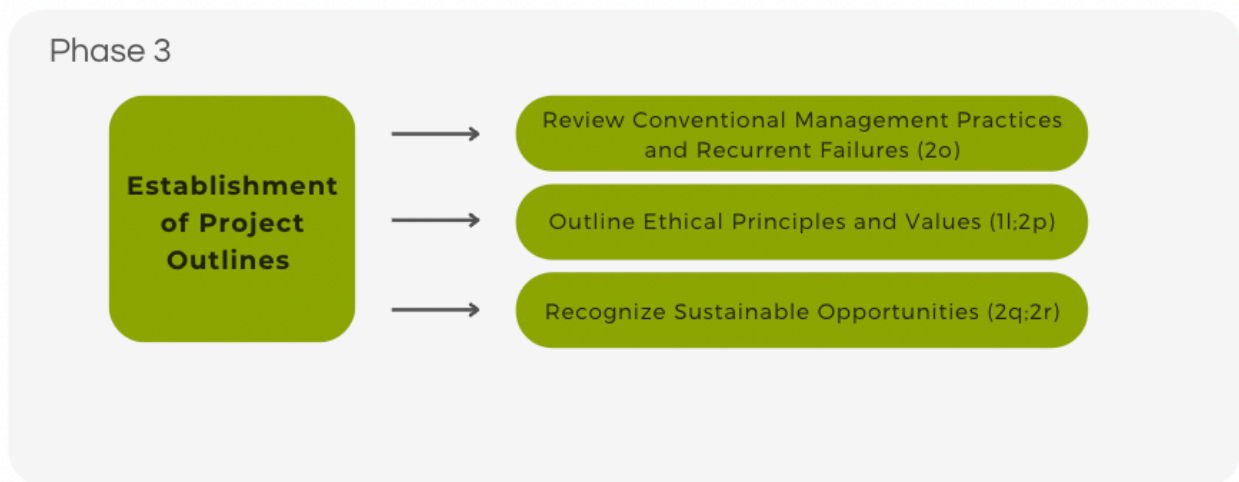 Phase 3
Establishment
of Project
Outlines
Review Conventional Management Practices
and Recurrent Failures (2o)
Outline Ethical Principles and Values (1l;2p)
Recognize Sustainable Opportunities (2q;2r)